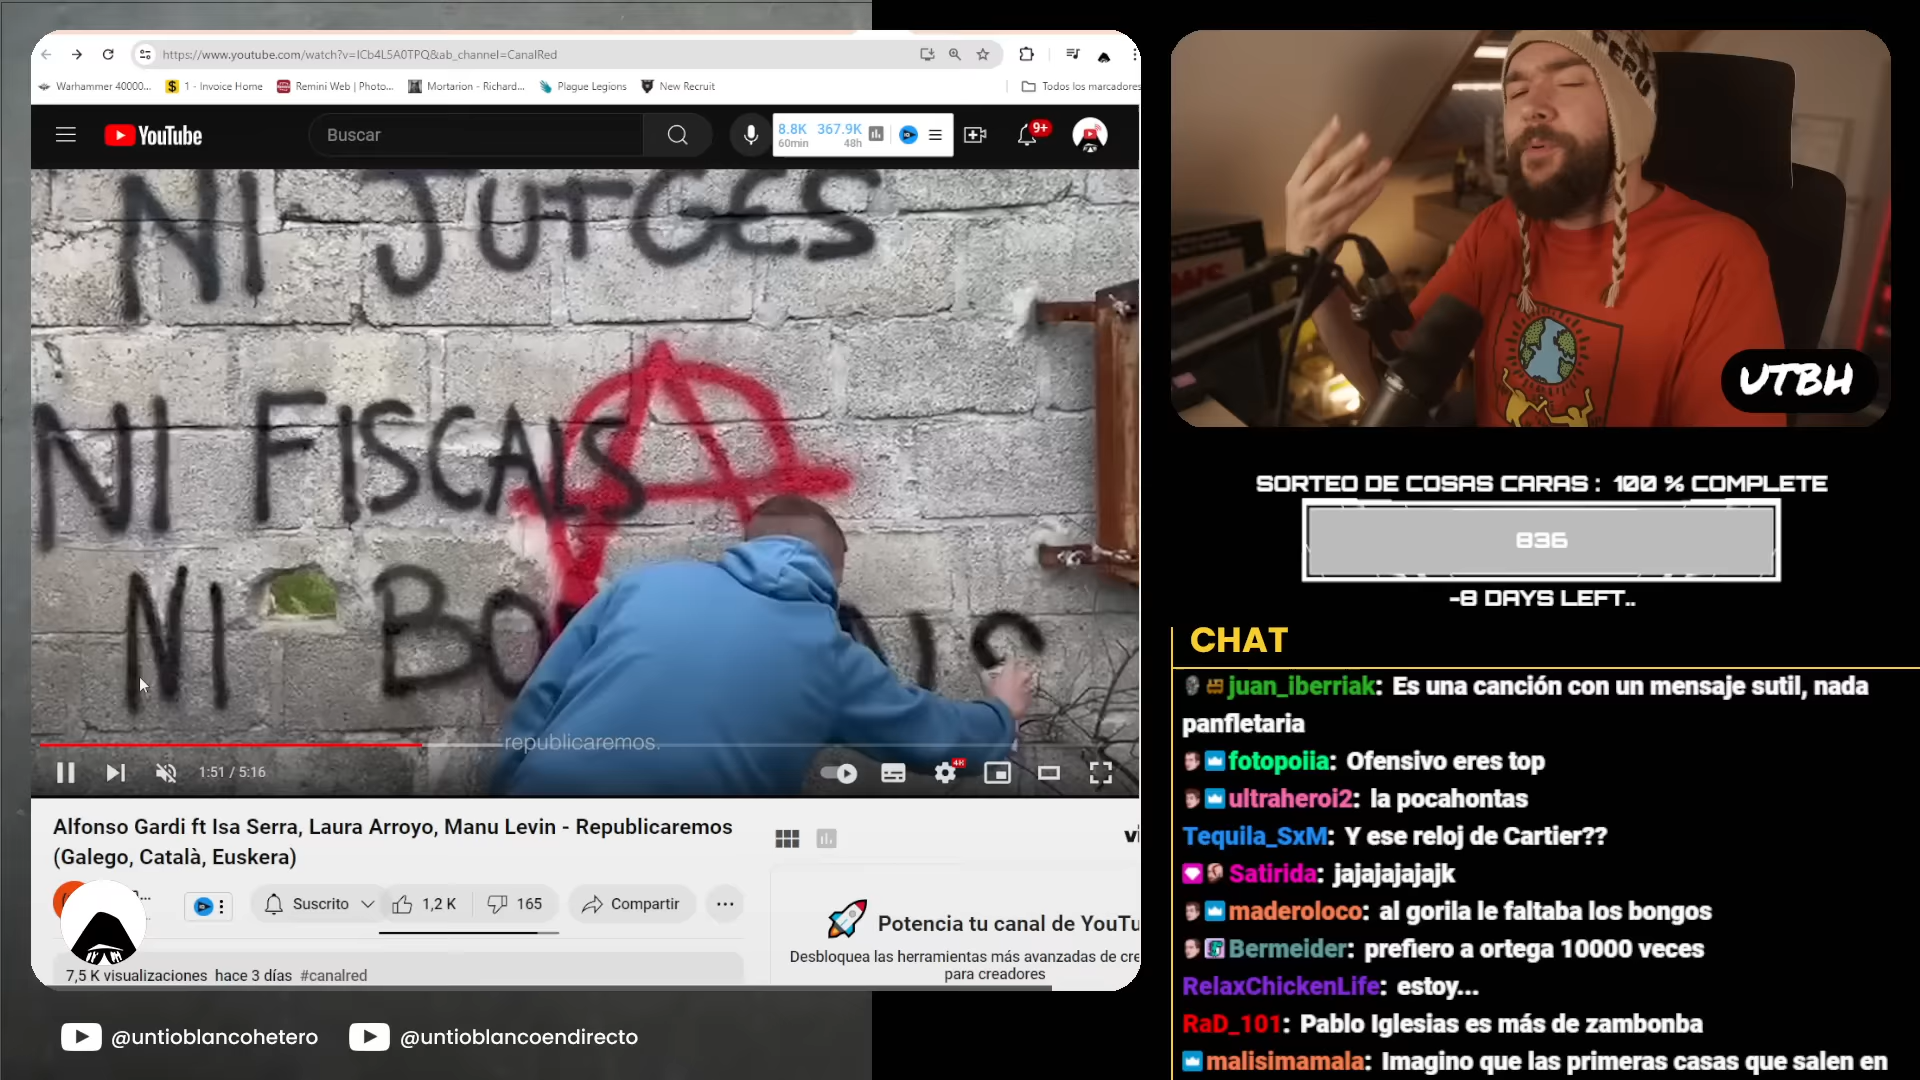 https://www.youtube.com/watch?v=ICb4L5A0TPQ&ab_channel=CanalRed
Warhammer 40000...
1 - Invoice Home
Remini Web | Photo...
Mortarion - Richard...
Plague Legions
New Recruit
Todos los marcadores
YouTube
Buscar
8.8K 367.9K
60min 48h
9+
NI JUTGES
NI FISCALS
NI BO
republicaremos.
1:51 / 5:16
4K
Alfonso Gardi ft Isa Serra, Laura Arroyo, Manu Levin - Republicaremos
(Galego, Català, Euskera)
Suscrito
1,2 K
165
Compartir
Potencia tu canal de YouTu
Desbloquea las herramientas más avanzadas de cre
para creadores
7,5 K visualizaciones hace 3 días #canalred
@untioblancohetero
@untioblancoendirecto
PERU
UTBH
SORTEO DE COSAS CARAS : 100 % COMPLETE
836
-8 DAYS LEFT..
CHAT
juan_iberriak: Es una canción con un mensaje sutil, nada
panfletaria
fotopoiia: Ofensivo eres top
ultraheroi2: la pocahontas
Tequila_SxM: Y ese reloj de Cartier??
Satirida: jajajajajajk
maderoloco: al gorila le faltaba los bongos
Bermeider: prefiero a ortega 10000 veces
RelaxChickenLife: estoy...
RaD_101: Pablo Iglesias es más de zambonba
malisimamala: Imagino que las primeras casas que salen en